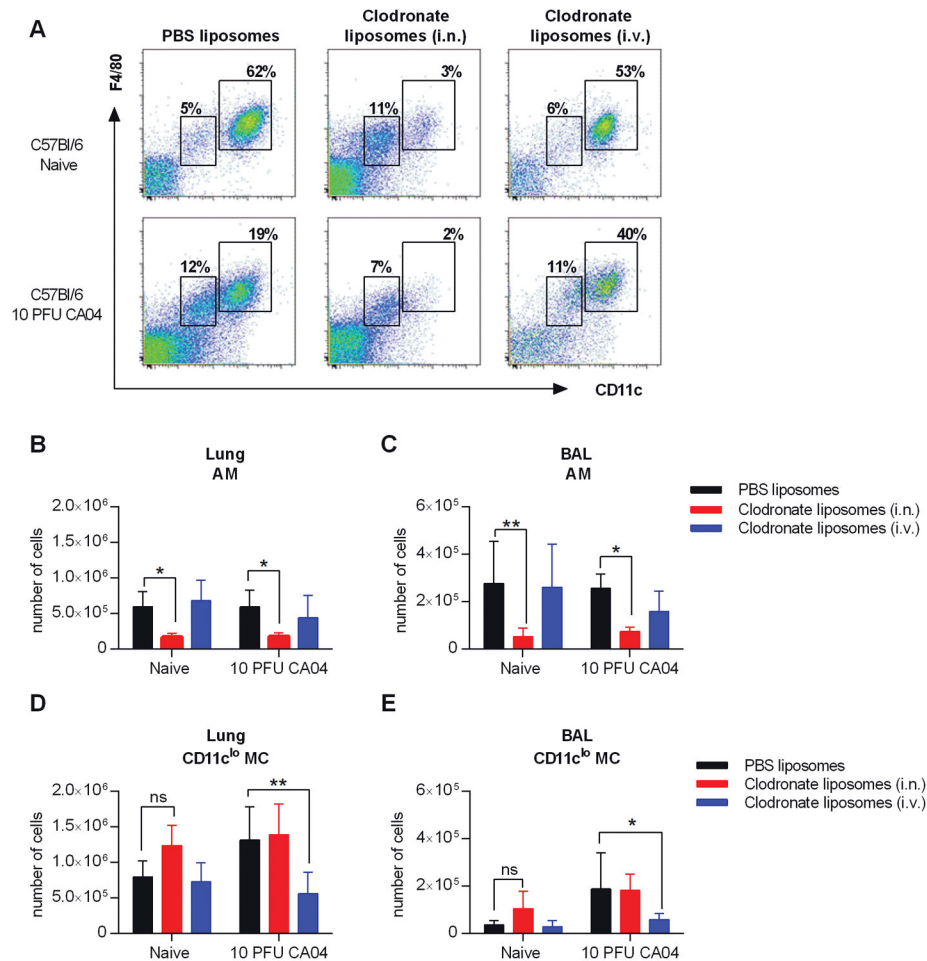 A
PBS liposomes
Clodronate
liposomes (i.n.)
Clodronate
liposomes (i.v.)
F4/80
C57Bl/6
Naive
62%
5%
3%
11%
53%
6%
C57Bl/6
10 PFU CA04
19%
12%
2%
7%
40%
11%
CD11c
B
Lung
AM
number of cells
2.0×10⁶
1.5×10⁶
1.0×10⁶
5.0×10⁵
0
*
*
Naive
10 PFU CA04
C
BAL
AM
number of cells
6×10⁵
4×10⁵
2×10⁵
0
**
*
Naive
10 PFU CA04
PBS liposomes
Clodronate liposomes (i.n.)
Clodronate liposomes (i.v.)
D
Lung
CD11cˡᵒ MC
number of cells
2.0×10⁶
1.5×10⁶
1.0×10⁶
5.0×10⁵
0
ns
**
Naive
10 PFU CA04
E
BAL
CD11cˡᵒ MC
number of cells
6×10⁵
4×10⁵
2×10⁵
0
ns
*
Naive
10 PFU CA04
PBS liposomes
Clodronate liposomes (i.n.)
Clodronate liposomes (i.v.)